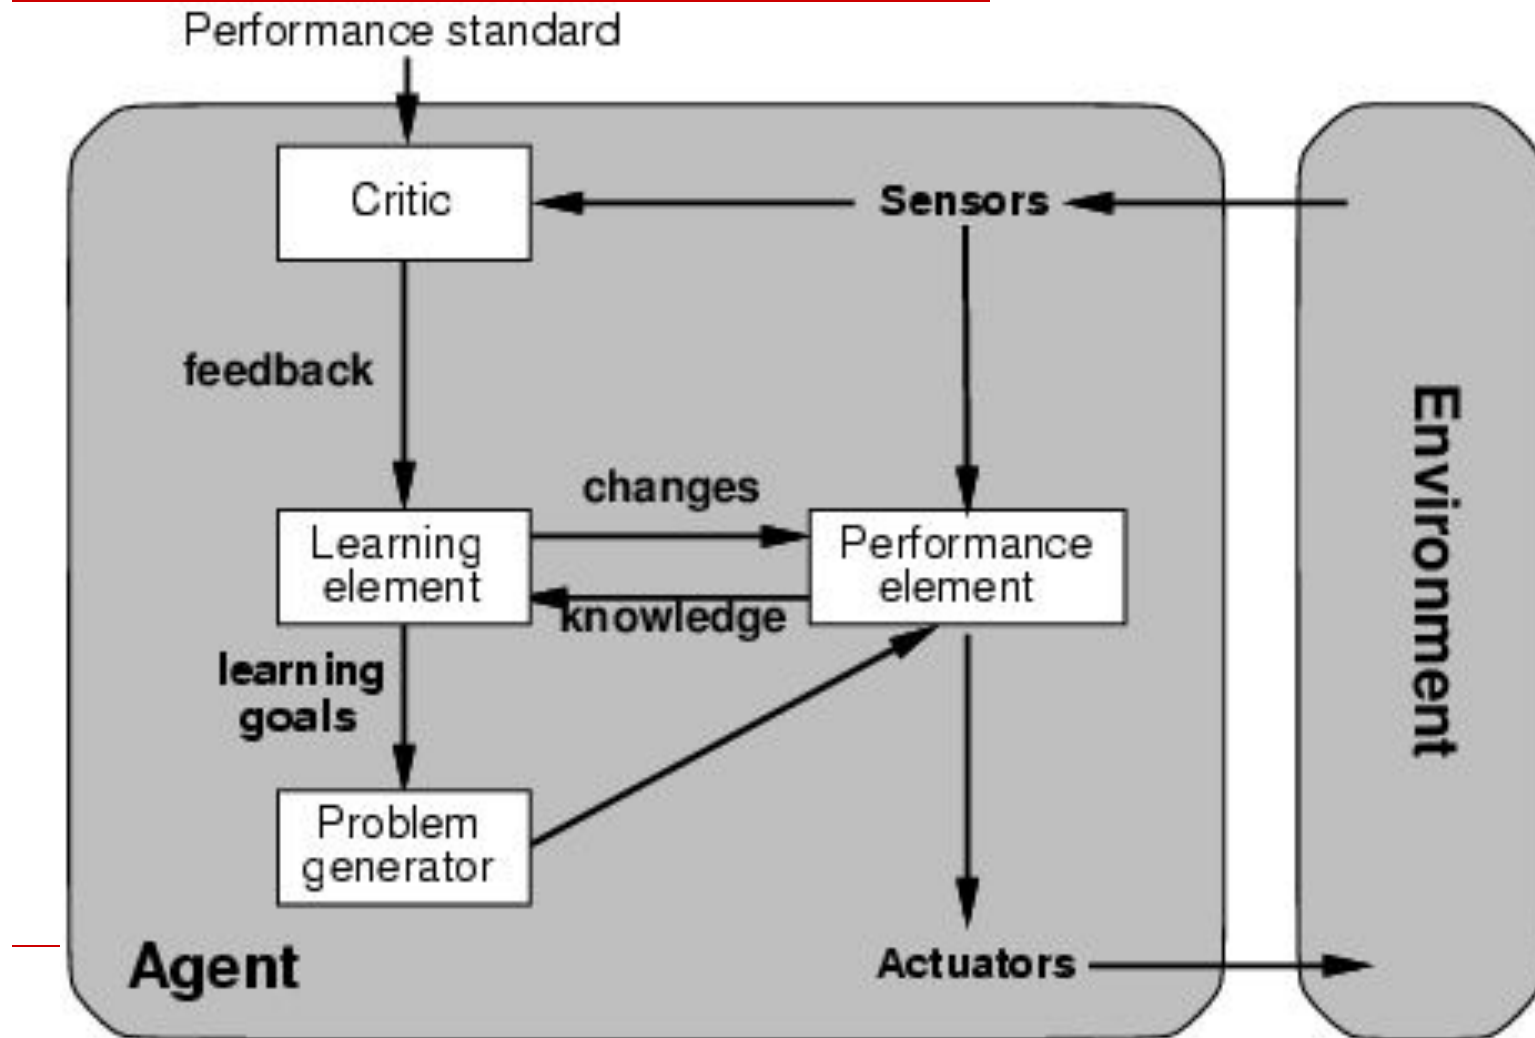 Performance standard
Critic
Sensors
feedback
changes
Learning
element
Performance
element
knowledge
learning
goals
Problem
generator
Agent
Actuators
Environment